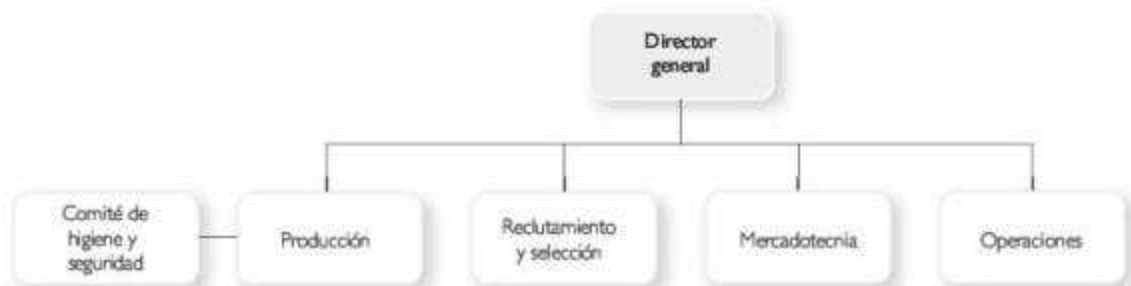 Director
general
Comité de
higiene y
seguridad
Producción
Reclutamiento
y selección
Mercadotecnia
Operaciones